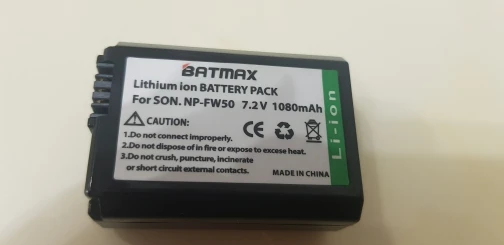 BATMAX
Lithium ion BATTERY PACK
For SON. NP-FW50 7.2V 1080mAh
CAUTION:
1.Do not connect improperly.
2.Do not dispose of in fire or expose to excess heat.
3.Do not crush, puncture, incinerate
or short circuit external contacts.
CE
MADE IN CHINA
Li-ion